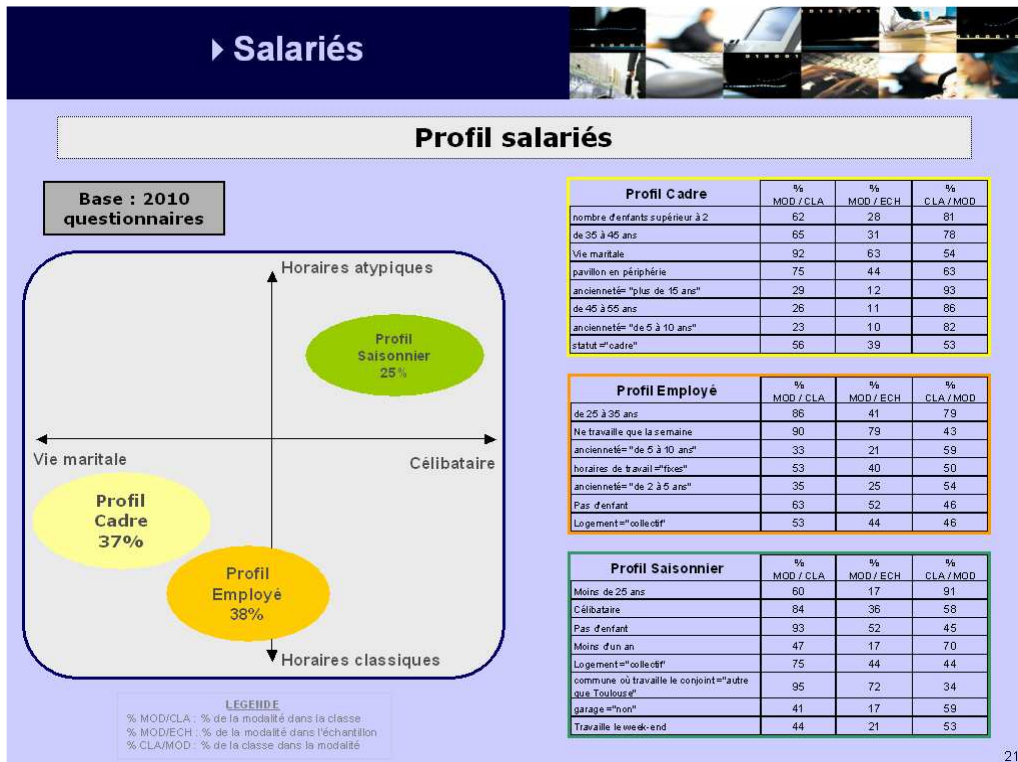 Salariés
Profil salariés
Base : 2010
questionnaires
Horaires atypiques
Profil
Saisonnier
25%
Vie maritale
Célibataire
Profil
Cadre
37%
Profil
Employé
38%
Horaires classiques
LEGENDE
% MOD/CLA : % de la modalité dans la classe
% MOD/ECH : % de la modalité dans l'échantillon
% CLA/MOD : % de la classe dans la modalité
Profil Cadre % MOD / CLA % MOD / ECH % CLA / MOD
nombre d'enfants supérieur à 2 62 28 81
de 35 à 45 ans 65 31 78
Vie maritale 92 63 54
pavillon en périphérie 75 44 63
ancienneté= "plus de 15 ans" 29 12 93
de 45 à 55 ans 26 11 86
ancienneté= "de 5 à 10 ans" 23 10 82
statut ="cadre" 56 39 53
Profil Employé % MOD / CLA % MOD / ECH % CLA / MOD
de 25 à 35 ans 86 41 79
Ne travaille que la semaine 90 79 43
ancienneté= "de 5 à 10 ans" 33 21 59
horaires de travail ="fixes" 53 40 50
ancienneté= "de 2 à 5 ans" 35 25 54
Pas d'enfant 63 52 46
Logement ="collectif" 53 44 46
Profil Saisonnier % MOD / CLA % MOD / ECH % CLA / MOD
Moins de 25 ans 60 17 91
Célibataire 84 36 58
Pas d'enfant 93 52 45
Moins d'un an 47 17 70
Logement ="collectif" 75 44 44
commune où travaille le conjoint ="autre
que Toulouse" 95 72 34
garage ="non" 41 17 59
Travaille le week-end 44 21 53
21